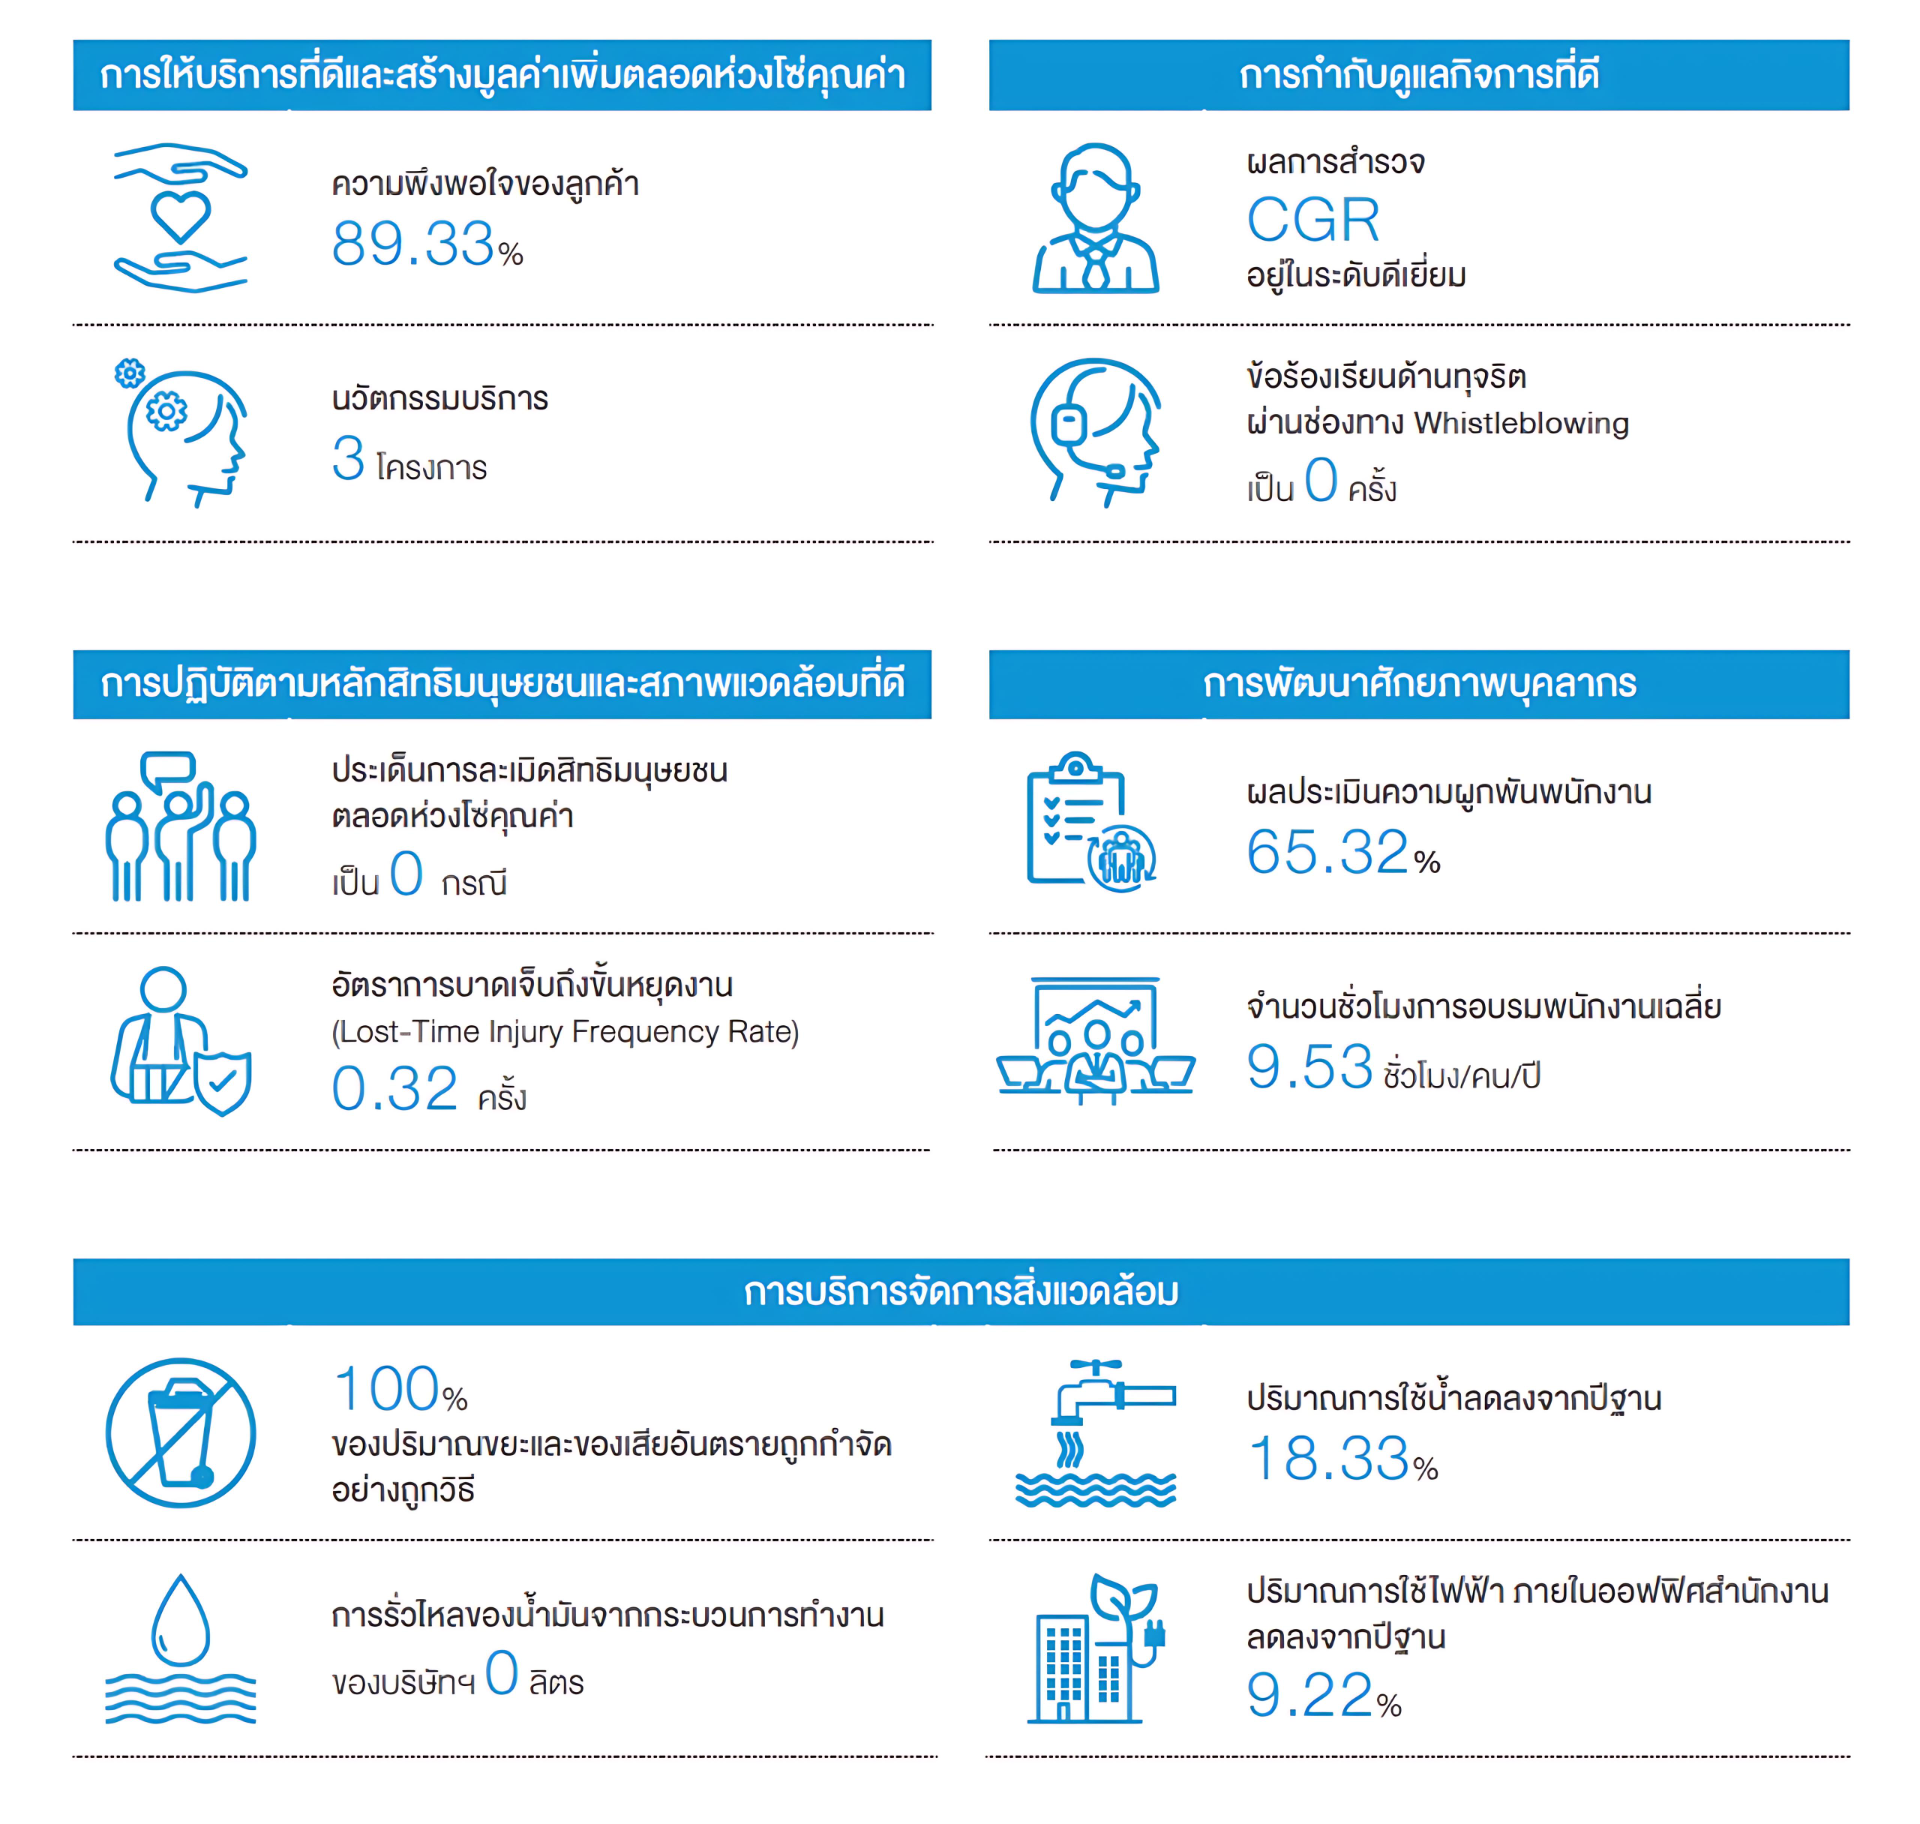 การให้บริการที่ดีและสร้างมูลค่าเพิ่มตลอดห่วงโซ่คุณค่า
ความพึงพอใจของลูกค้า
89.33%
นวัตกรรมบริการ
3 โครงการ
การกำกับดูแลกิจการที่ดี
ผลการสำรวจ
CGR
อยู่ในระดับดีเยี่ยม
ข้อร้องเรียนด้านทุจริต
ผ่านช่องทาง Whistleblowing
เป็น 0 ครั้ง
การปฏิบัติตามหลักสิทธิมนุษยชนและสภาพแวดล้อมที่ดี
ประเด็นการละเมิดสิทธิมนุษยชน
ตลอดห่วงโซ่คุณค่า
เป็น 0 กรณี
อัตราการบาดเจ็บถึงขั้นหยุดงาน
(Lost-Time Injury Frequency Rate)
0.32 ครั้ง
การพัฒนาศักยภาพบุคลากร
ผลประเมินความผูกพันพนักงาน
65.32%
จำนวนชั่วโมงการอบรมพนักงานเฉลี่ย
9.53 ชั่วโมง/คน/ปี
การบริการจัดการสิ่งแวดล้อม
100%
ของปริมาณขยะและของเสียอันตรายถูกกำจัด
อย่างถูกวิธี
การรั่วไหลของน้ำมันจากกระบวนการทำงาน
ของบริษัทฯ 0 ลิตร
ปริมาณการใช้น้ำลดลงจากปีฐาน
18.33%
ปริมาณการใช้ไฟฟ้า ภายในออฟฟิศสำนักงาน
ลดลงจากปีฐาน
9.22%